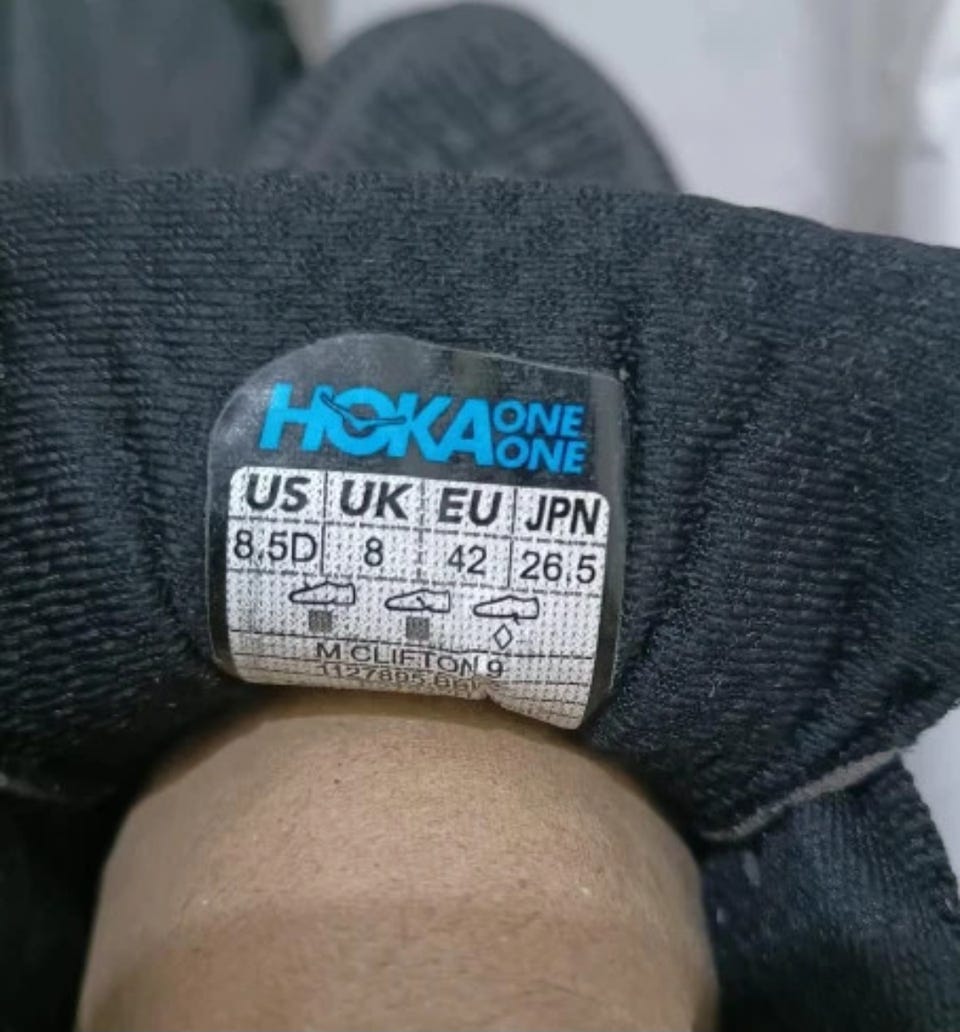 HOKA ONE ONE
US UK EU JPN
8.5D 8 42 26.5
M CLIFTON 9